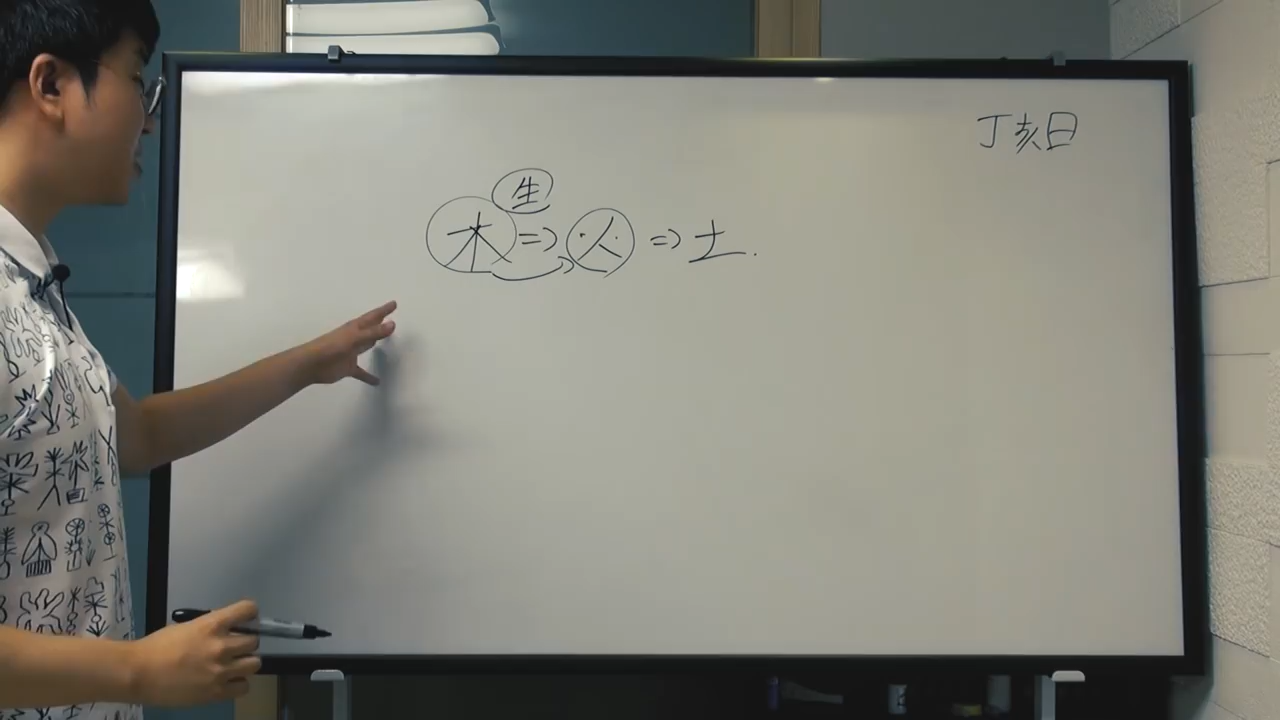 丁亥日
生
木 => 火 => 土.